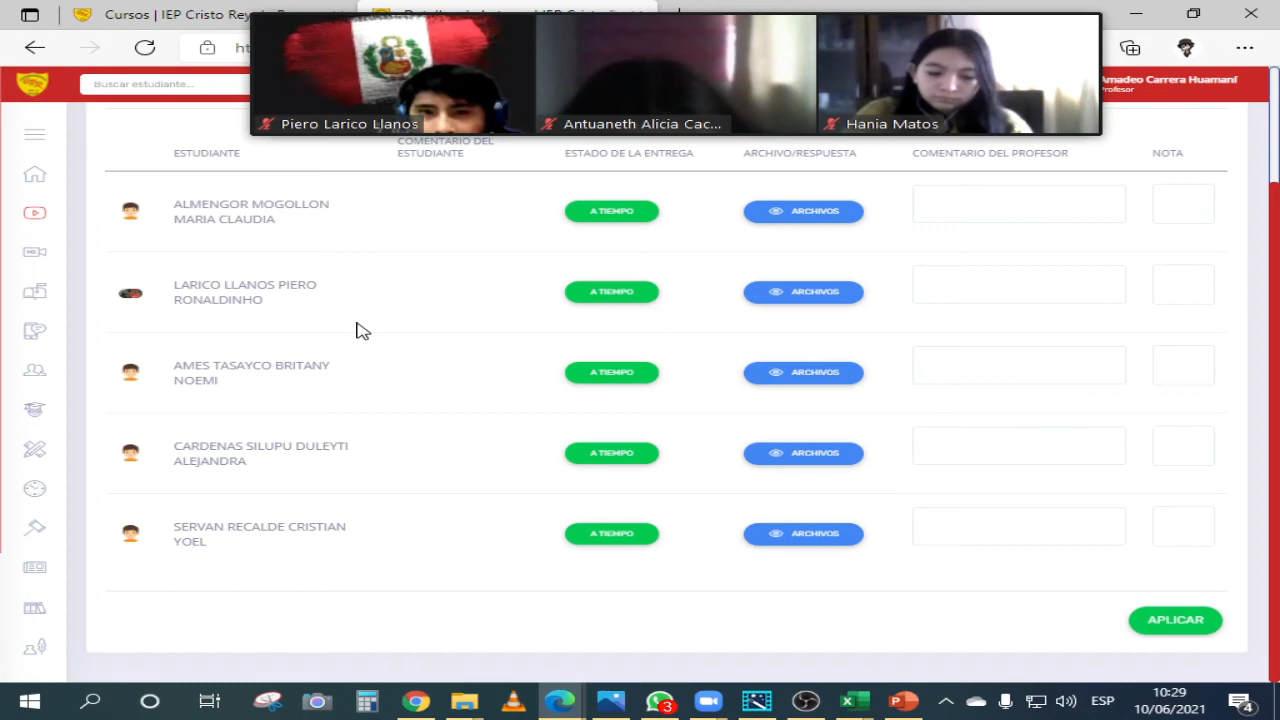 Cursos | IEP Cristo Rey
Buscar estudiante...
Piero Larico Llanos
Antuaneth Alicia Cac...
Hania Matos
Amadeo Carrera Huamaní
Profesor
ESTUDIANTE
COMENTARIO DEL
ESTUDIANTE
ESTADO DE LA ENTREGA
ARCHIVO/RESPUESTA
COMENTARIO DEL PROFESOR
NOTA
ALMENGOR MOGOLLON
MARIA CLAUDIA
A TIEMPO
ARCHIVOS
LARICO LLANOS PIERO
RONALDINHO
A TIEMPO
ARCHIVOS
AMES TASAYCO BRITANY
NOEMI
A TIEMPO
ARCHIVOS
CARDENAS SILUPU DULEYTI
ALEJANDRA
A TIEMPO
ARCHIVOS
SERVAN RECALDE CRISTIAN
YOEL
A TIEMPO
ARCHIVOS
APLICAR
3
ESP
10:29
10/06/2021
4